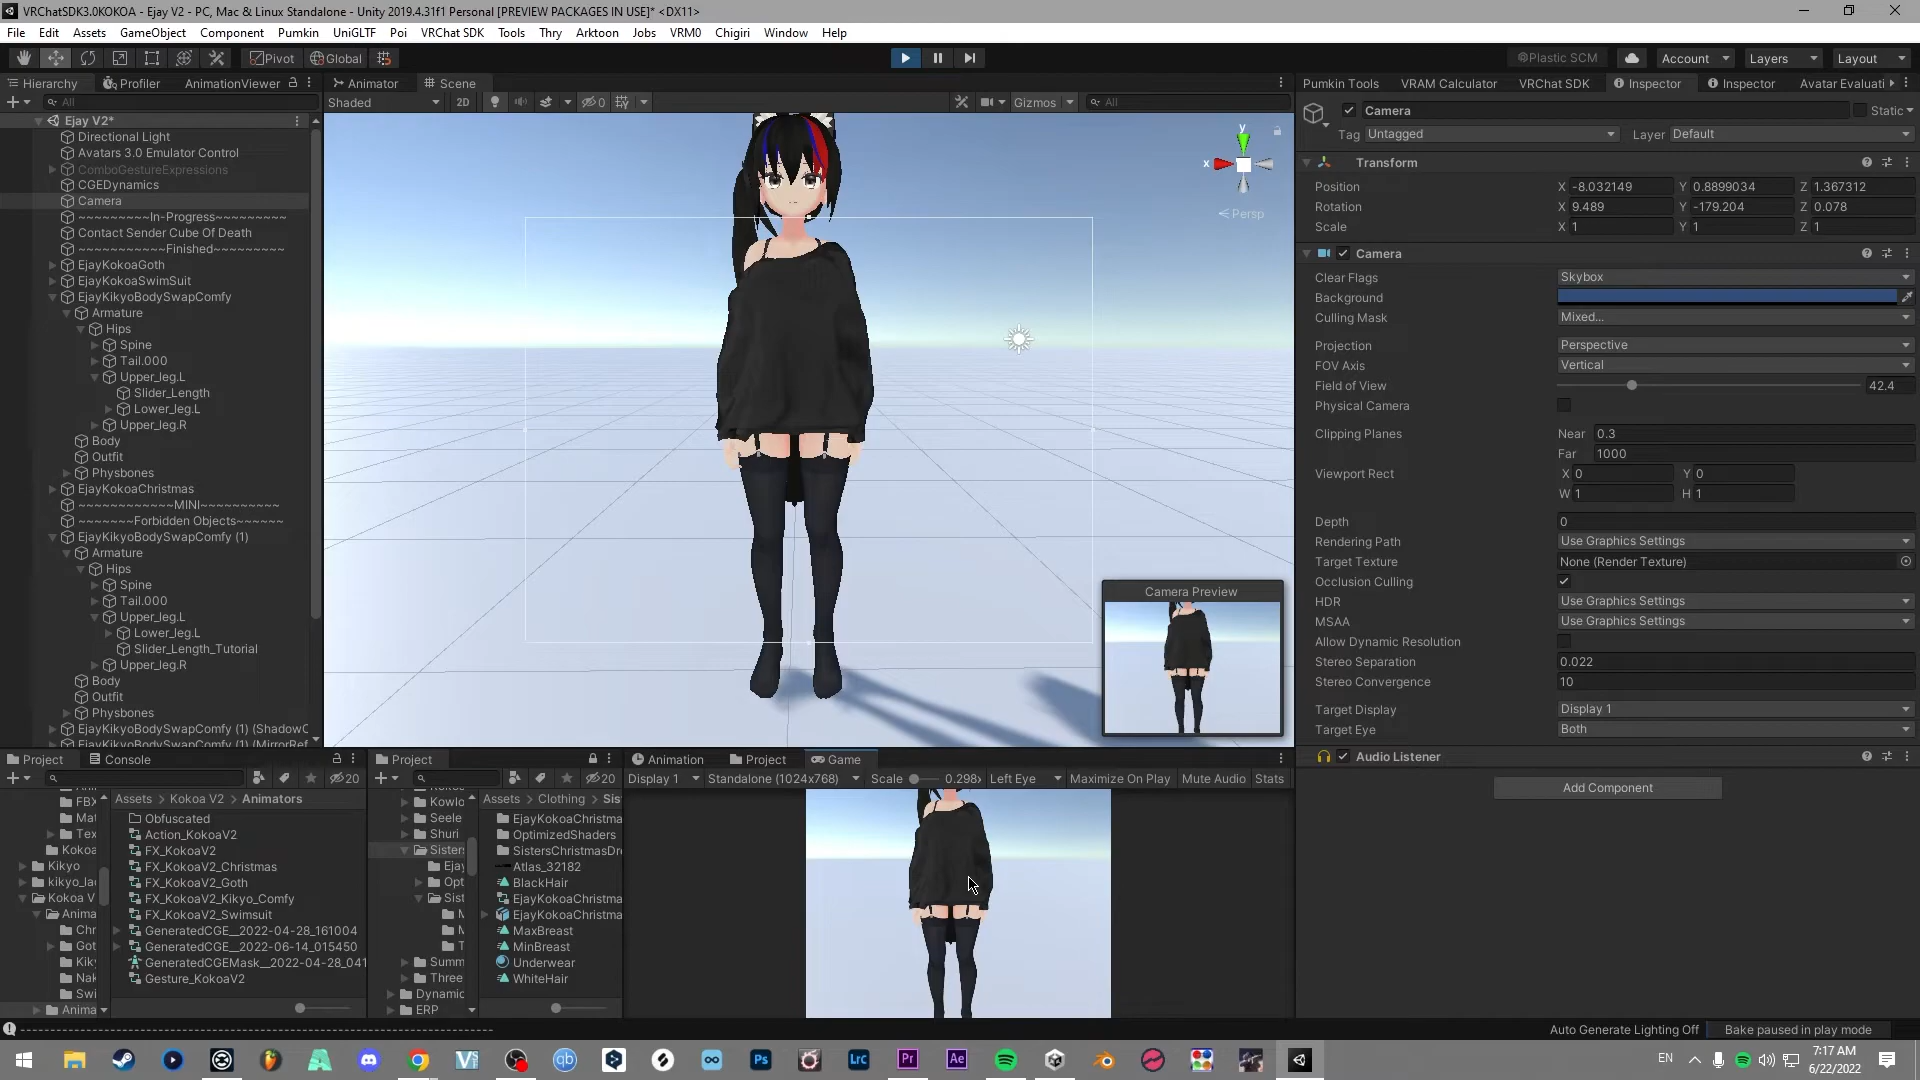 VRChatSDK3.0KOKOA - Ejay V2 - PC, Mac & Linux Standalone - Unity 2019.4.31f1 Personal [PREVIEW PACKAGES IN USE]* <DX11>
File Edit Assets GameObject Component Pumkin UniGLTF Poi VRChat SDK Tools Thry Arktoon Jobs VRM0 Chigiri Window Help
Pivot Global Plastic SCM Account Layers Layout
Hierarchy Profiler AnimationViewer Animator Scene Pumkin Tools VRAM Calculator VRChat SDK Inspector Inspector Avatar Evaluati
All Shaded 2D 0 Gizmos All
Ejay V2*
Directional Light
Avatars 3.0 Emulator Control
ComboGestureExpressions
CGEDynamics
Camera
~~~~~~~~~In-Progress~~~~~~~~~
Contact Sender Cube Of Death
~~~~~~~~~~~Finished~~~~~~~~~
EjayKokoaGoth
EjayKokoaSwimSuit
EjayKikyoBodySwapComfy
Armature
Hips
Spine
Tail.000
Upper_leg.L
Slider_Length
Lower_leg.L
Upper_leg.R
Body
Outfit
Physbones
EjayKokoaChristmas
~~~~~~~~~~~~MINI~~~~~~~~~~
~~~~~~~Forbidden Objects~~~~~~
EjayKikyoBodySwapComfy (1)
Armature
Hips
Spine
Tail.000
Upper_leg.L
Lower_leg.L
Slider_Length_Tutorial
Upper_leg.R
Body
Outfit
Physbones
EjayKikyoBodySwapComfy (1) (ShadowC
EjayKikyoBodySwapComfy (1) (MirrorRef
y
x
Persp
Camera Preview
Camera Static
Tag Untagged Layer Default
Transform
Position X -8.032149 Y 0.8899034 Z 1.367312
Rotation X 9.489 Y -179.204 Z 0.078
Scale X 1 Y 1 Z 1
Camera
Clear Flags Skybox
Background
Culling Mask Mixed...
Projection Perspective
FOV Axis Vertical
Field of View 42.4
Physical Camera
Clipping Planes Near 0.3
Far 1000
Viewport Rect X 0 Y 0
W 1 H 1
Depth 0
Rendering Path Use Graphics Settings
Target Texture None (Render Texture)
Occlusion Culling
HDR Use Graphics Settings
MSAA Use Graphics Settings
Allow Dynamic Resolution
Stereo Separation 0.022
Stereo Convergence 10
Target Display Display 1
Target Eye Both
Audio Listener
Add Component
Project Console Project Animation Project Game
20 20 Display 1 Standalone (1024x768) Scale 0.298x Left Eye Maximize On Play Mute Audio Stats
FBX
Mat
Tex
Kokoa
Kikyo
kikyo_la
Kokoa V
Anima
Chr
Got
Kiky
Nak
Swi
Anima
Assets > Kokoa V2 > Animators
Obfuscated
Action_KokoaV2
FX_KokoaV2
FX_KokoaV2_Christmas
FX_KokoaV2_Goth
FX_KokoaV2_Kikyo_Comfy
FX_KokoaV2_Swimsuit
GeneratedCGE__2022-04-28_161004
GeneratedCGE__2022-06-14_015450
GeneratedCGEMask__2022-04-28_041
Gesture_KokoaV2
Kowlo
Seele
Shuri
Sisters
Ejay
Opt
Sist
M
M
T
Summ
Three
Dynamic
ERP
Assets > Clothing > Sis
EjayKokoaChristma
OptimizedShaders
SistersChristmasDre
Atlas_32182
BlackHair
EjayKokoaChristma
EjayKokoaChristma
MaxBreast
MinBreast
Underwear
WhiteHair
Auto Generate Lighting Off Bake paused in play mode
qb Ps Lrc Pr Ae
EN
7:17 AM
6/22/2022